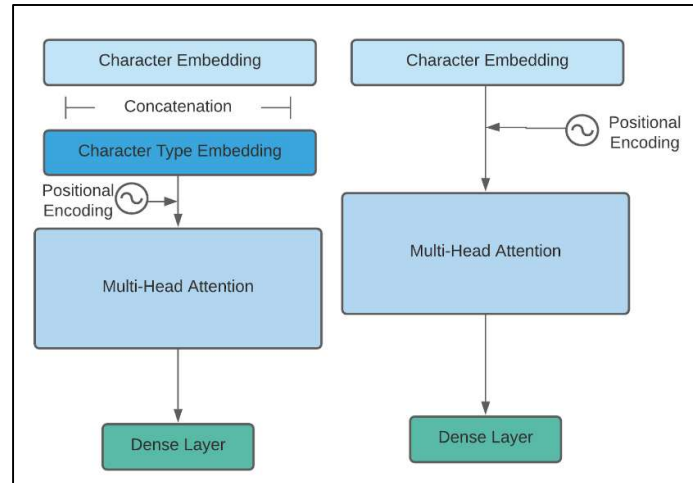 Character Embedding
Concatenation
Character Type Embedding
Positional
Encoding
Multi-Head Attention
Dense Layer
Character Embedding
Positional
Encoding
Multi-Head Attention
Dense Layer